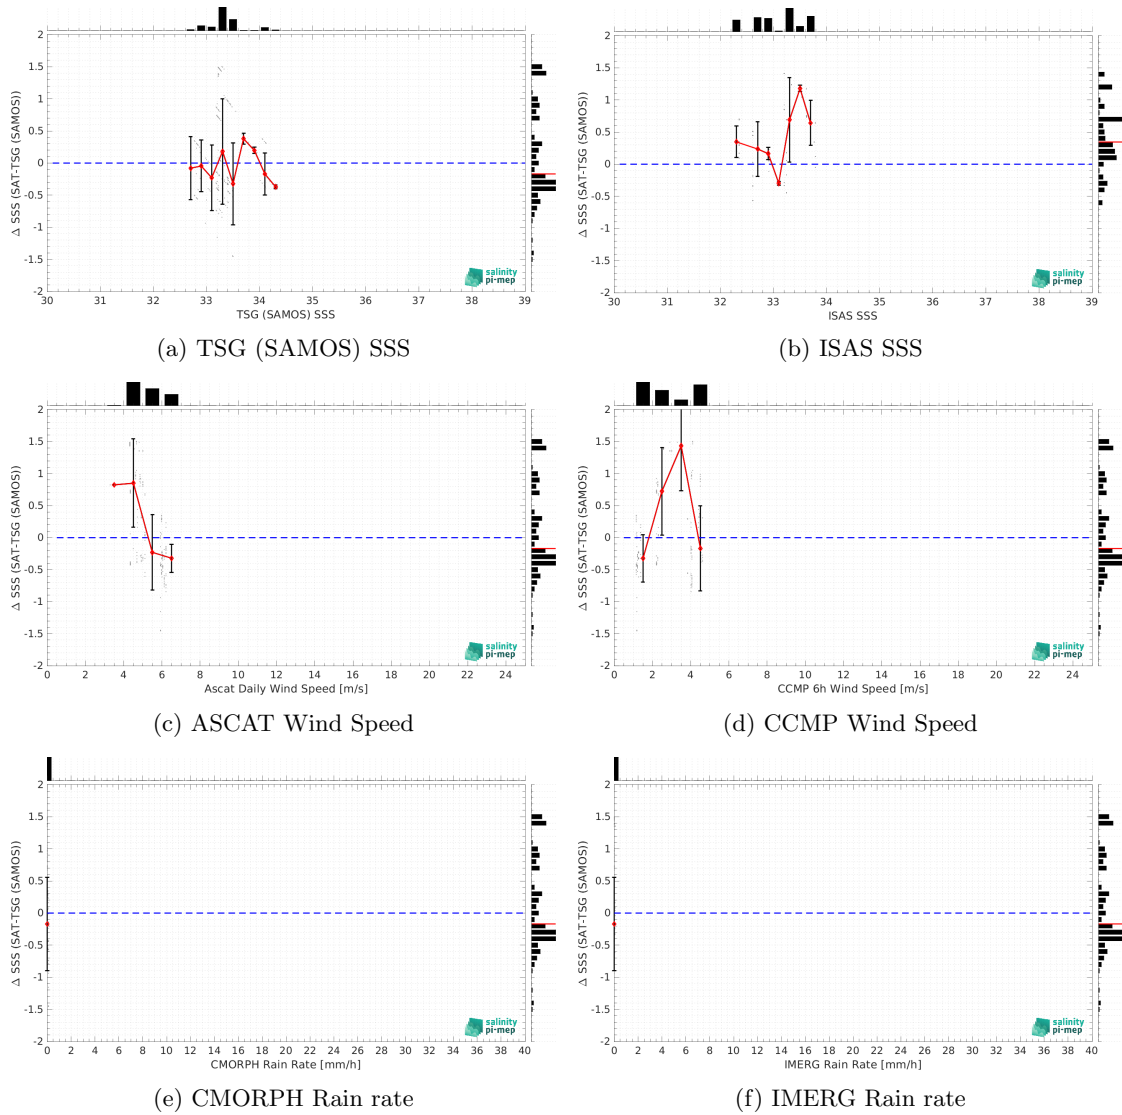 2
1.5
1
0.5
0
-0.5
-1
-1.5
-2
Δ SSS (SAT-TSG (SAMOS))
30 31 32 33 34 35 36 37 38 39
TSG (SAMOS) SSS
salinity
pi-mep
(a) TSG (SAMOS) SSS
2
1.5
1
0.5
0
-0.5
-1
-1.5
-2
Δ SSS (SAT-TSG (SAMOS))
30 31 32 33 34 35 36 37 38 39
ISAS SSS
salinity
pi-mep
(b) ISAS SSS
2
1.5
1
0.5
0
-0.5
-1
-1.5
-2
Δ SSS (SAT-TSG (SAMOS))
0 2 4 6 8 10 12 14 16 18 20 22 24
Ascat Daily Wind Speed [m/s]
salinity
pi-mep
(c) ASCAT Wind Speed
2
1.5
1
0.5
0
-0.5
-1
-1.5
-2
Δ SSS (SAT-TSG (SAMOS))
0 2 4 6 8 10 12 14 16 18 20 22 24
CCMP 6h Wind Speed [m/s]
salinity
pi-mep
(d) CCMP Wind Speed
2
1.5
1
0.5
0
-0.5
-1
-1.5
-2
Δ SSS (SAT-TSG (SAMOS))
0 2 4 6 8 10 12 14 16 18 20 22 24 26 28 30 32 34 36 38 40
CMORPH Rain Rate [mm/h]
salinity
pi-mep
(e) CMORPH Rain rate
2
1.5
1
0.5
0
-0.5
-1
-1.5
-2
Δ SSS (SAT-TSG (SAMOS))
0 2 4 6 8 10 12 14 16 18 20 22 24 26 28 30 32 34 36 38 40
IMERG Rain Rate [mm/h]
salinity
pi-mep
(f) IMERG Rain rate